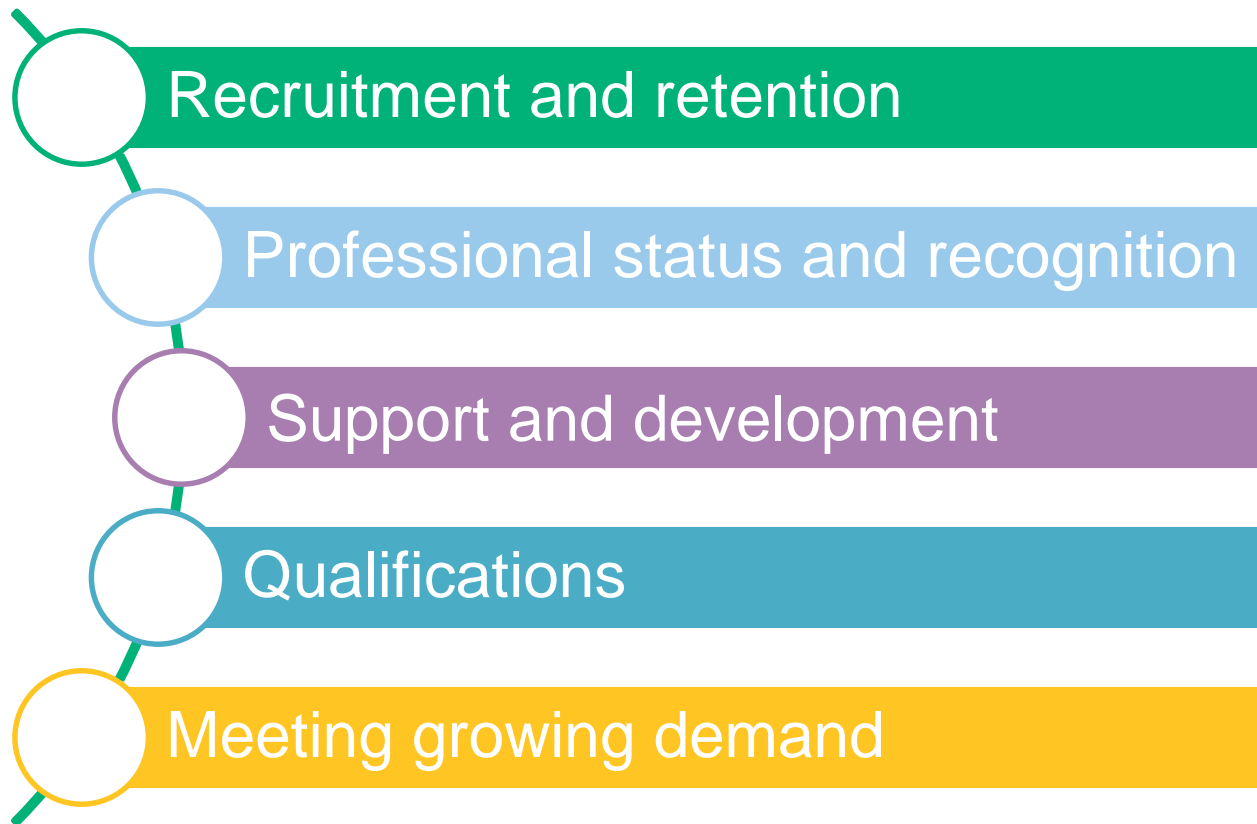 Recruitment and retention
Professional status and recognition
Support and development
Qualifications
Meeting growing demand